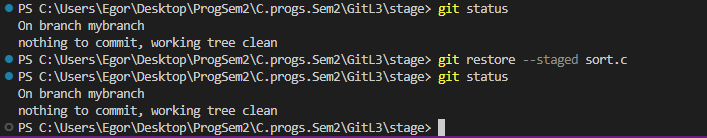 PS C:\Users\Egor\Desktop\ProgSem2\C.progs.Sem2\GitL3\stage> git status
On branch mybranch
nothing to commit, working tree clean
PS C:\Users\Egor\Desktop\ProgSem2\C.progs.Sem2\GitL3\stage> git restore --staged sort.c
PS C:\Users\Egor\Desktop\ProgSem2\C.progs.Sem2\GitL3\stage> git status
On branch mybranch
nothing to commit, working tree clean
PS C:\Users\Egor\Desktop\ProgSem2\C.progs.Sem2\GitL3\stage>